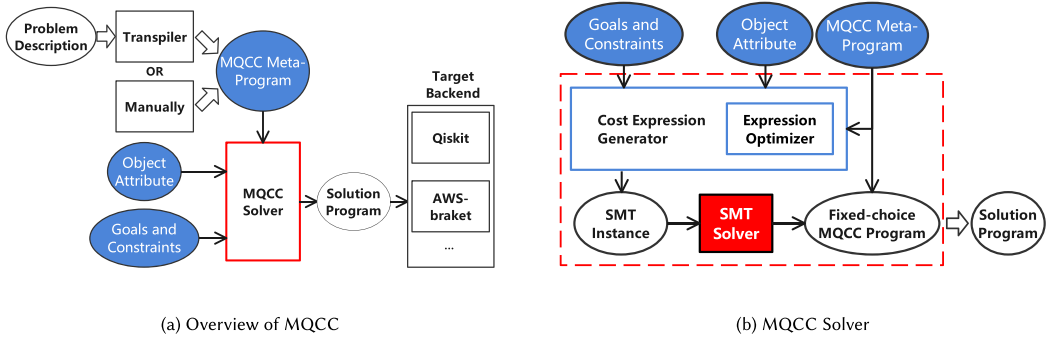 Problem
Description
Transpiler
OR
Manually
MQCC Meta-
Program
Object
Attribute
Goals and
Constraints
MQCC
Solver
Solution
Program
Target
Backend
Qiskit
AWS-
braket
...
(a) Overview of MQCC
Goals and
Constraints
Object
Attribute
MQCC Meta-
Program
Cost Expression
Generator
Expression
Optimizer
SMT
Instance
SMT
Solver
Fixed-choice
MQCC Program
Solution
Program
(b) MQCC Solver